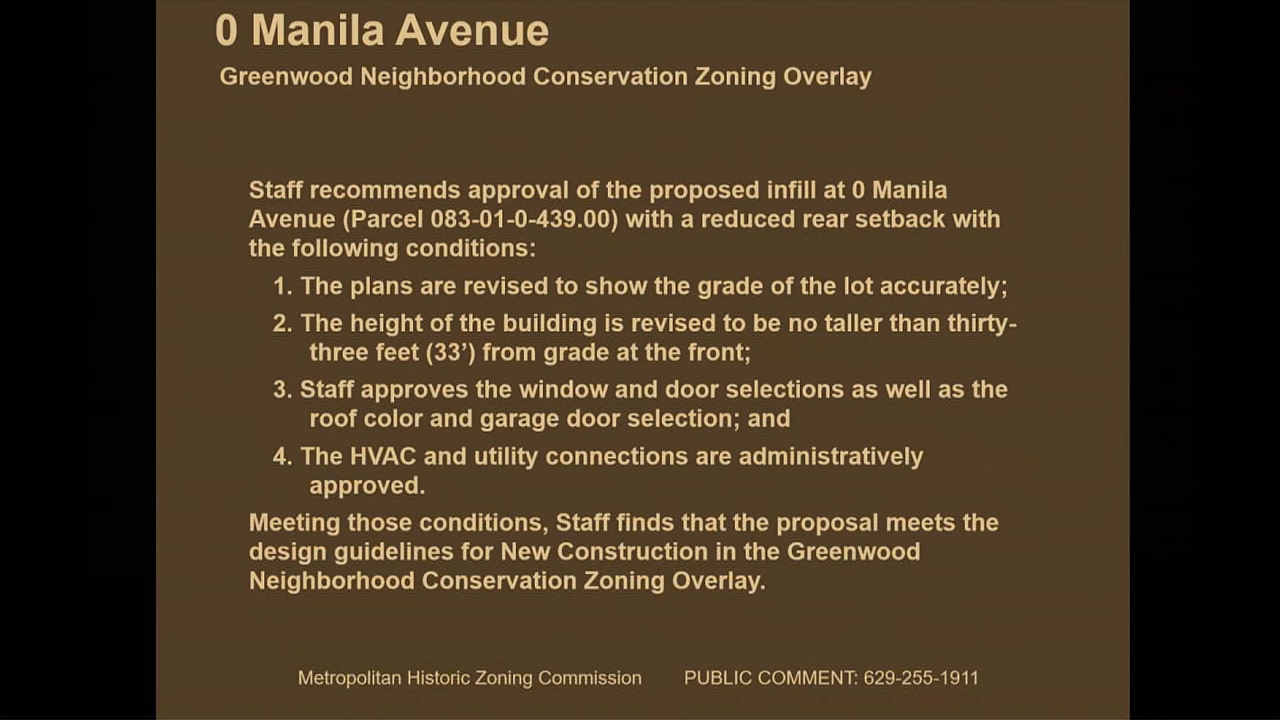 0 Manila Avenue
Greenwood Neighborhood Conservation Zoning Overlay
Staff recommends approval of the proposed infill at 0 Manila
Avenue (Parcel 083-01-0-439.00) with a reduced rear setback with
the following conditions:
1. The plans are revised to show the grade of the lot accurately;
2. The height of the building is revised to be no taller than thirty-
three feet (33’) from grade at the front;
3. Staff approves the window and door selections as well as the
roof color and garage door selection; and
4. The HVAC and utility connections are administratively
approved.
Meeting those conditions, Staff finds that the proposal meets the
design guidelines for New Construction in the Greenwood
Neighborhood Conservation Zoning Overlay.
Metropolitan Historic Zoning Commission PUBLIC COMMENT: 629-255-1911